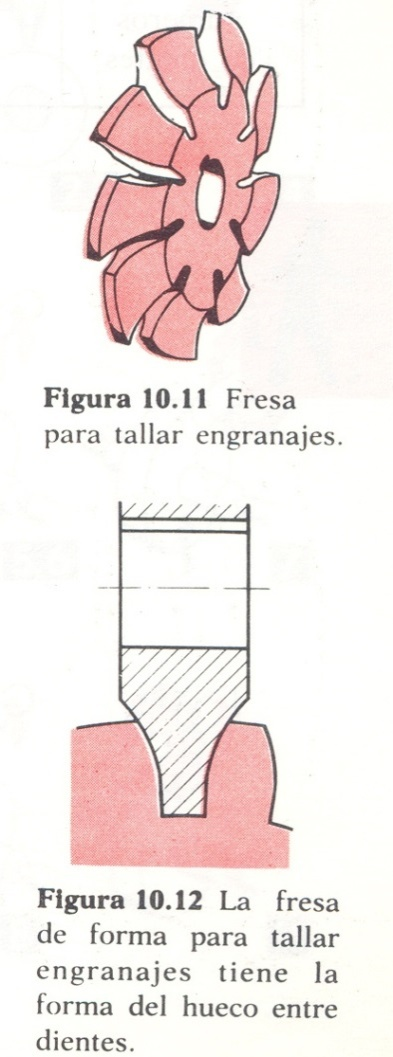 Figura 10.11 Fresa
para tallar engranajes.
Figura 10.12 La fresa
de forma para tallar
engranajes tiene la
forma del hueco entre
dientes.